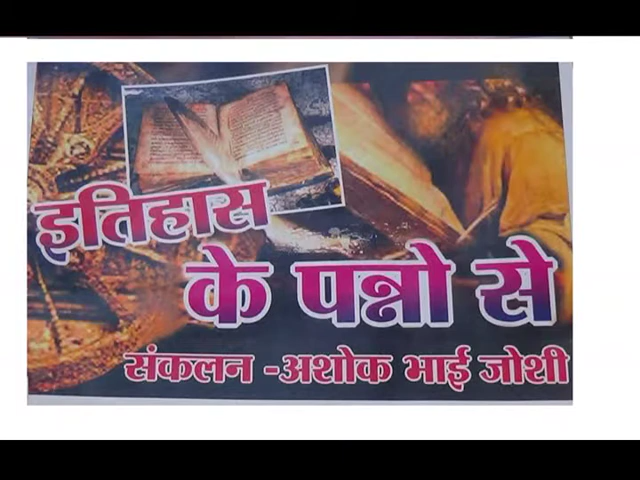 इतिहास
के पन्नो से
संकलन -अशोक भाई जोशी